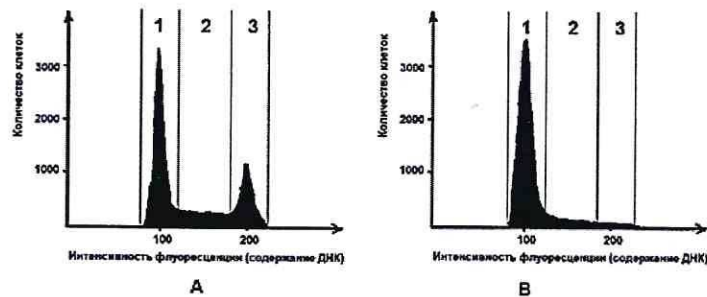 1 2 3
Количество клеток
3000
2000
1000
100 200
Интенсивность флуоресценции (содержание ДНК)
А
1 2 3
Количество клеток
3000
2000
1000
100 200
Интенсивность флуоресценции (содержание ДНК)
В